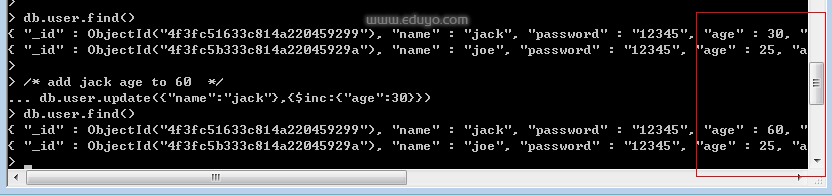 >
> db.user.find()
www.eduyo.com
{ "_id" : ObjectId("4f3fc51633c814a220459299"), "name" : "jack", "password" : "12345", "age" : 30, "
{ "_id" : ObjectId("4f3fc5b333c814a22045929a"), "name" : "joe", "password" : "12345", "age" : 25, "a
>
> /* add jack age to 60  */
... db.user.update({"name":"jack"},{$inc:{"age":30}})
> db.user.find()
{ "_id" : ObjectId("4f3fc51633c814a220459299"), "name" : "jack", "password" : "12345", "age" : 60, "
{ "_id" : ObjectId("4f3fc5b333c814a22045929a"), "name" : "joe", "password" : "12345", "age" : 25, "a
> _